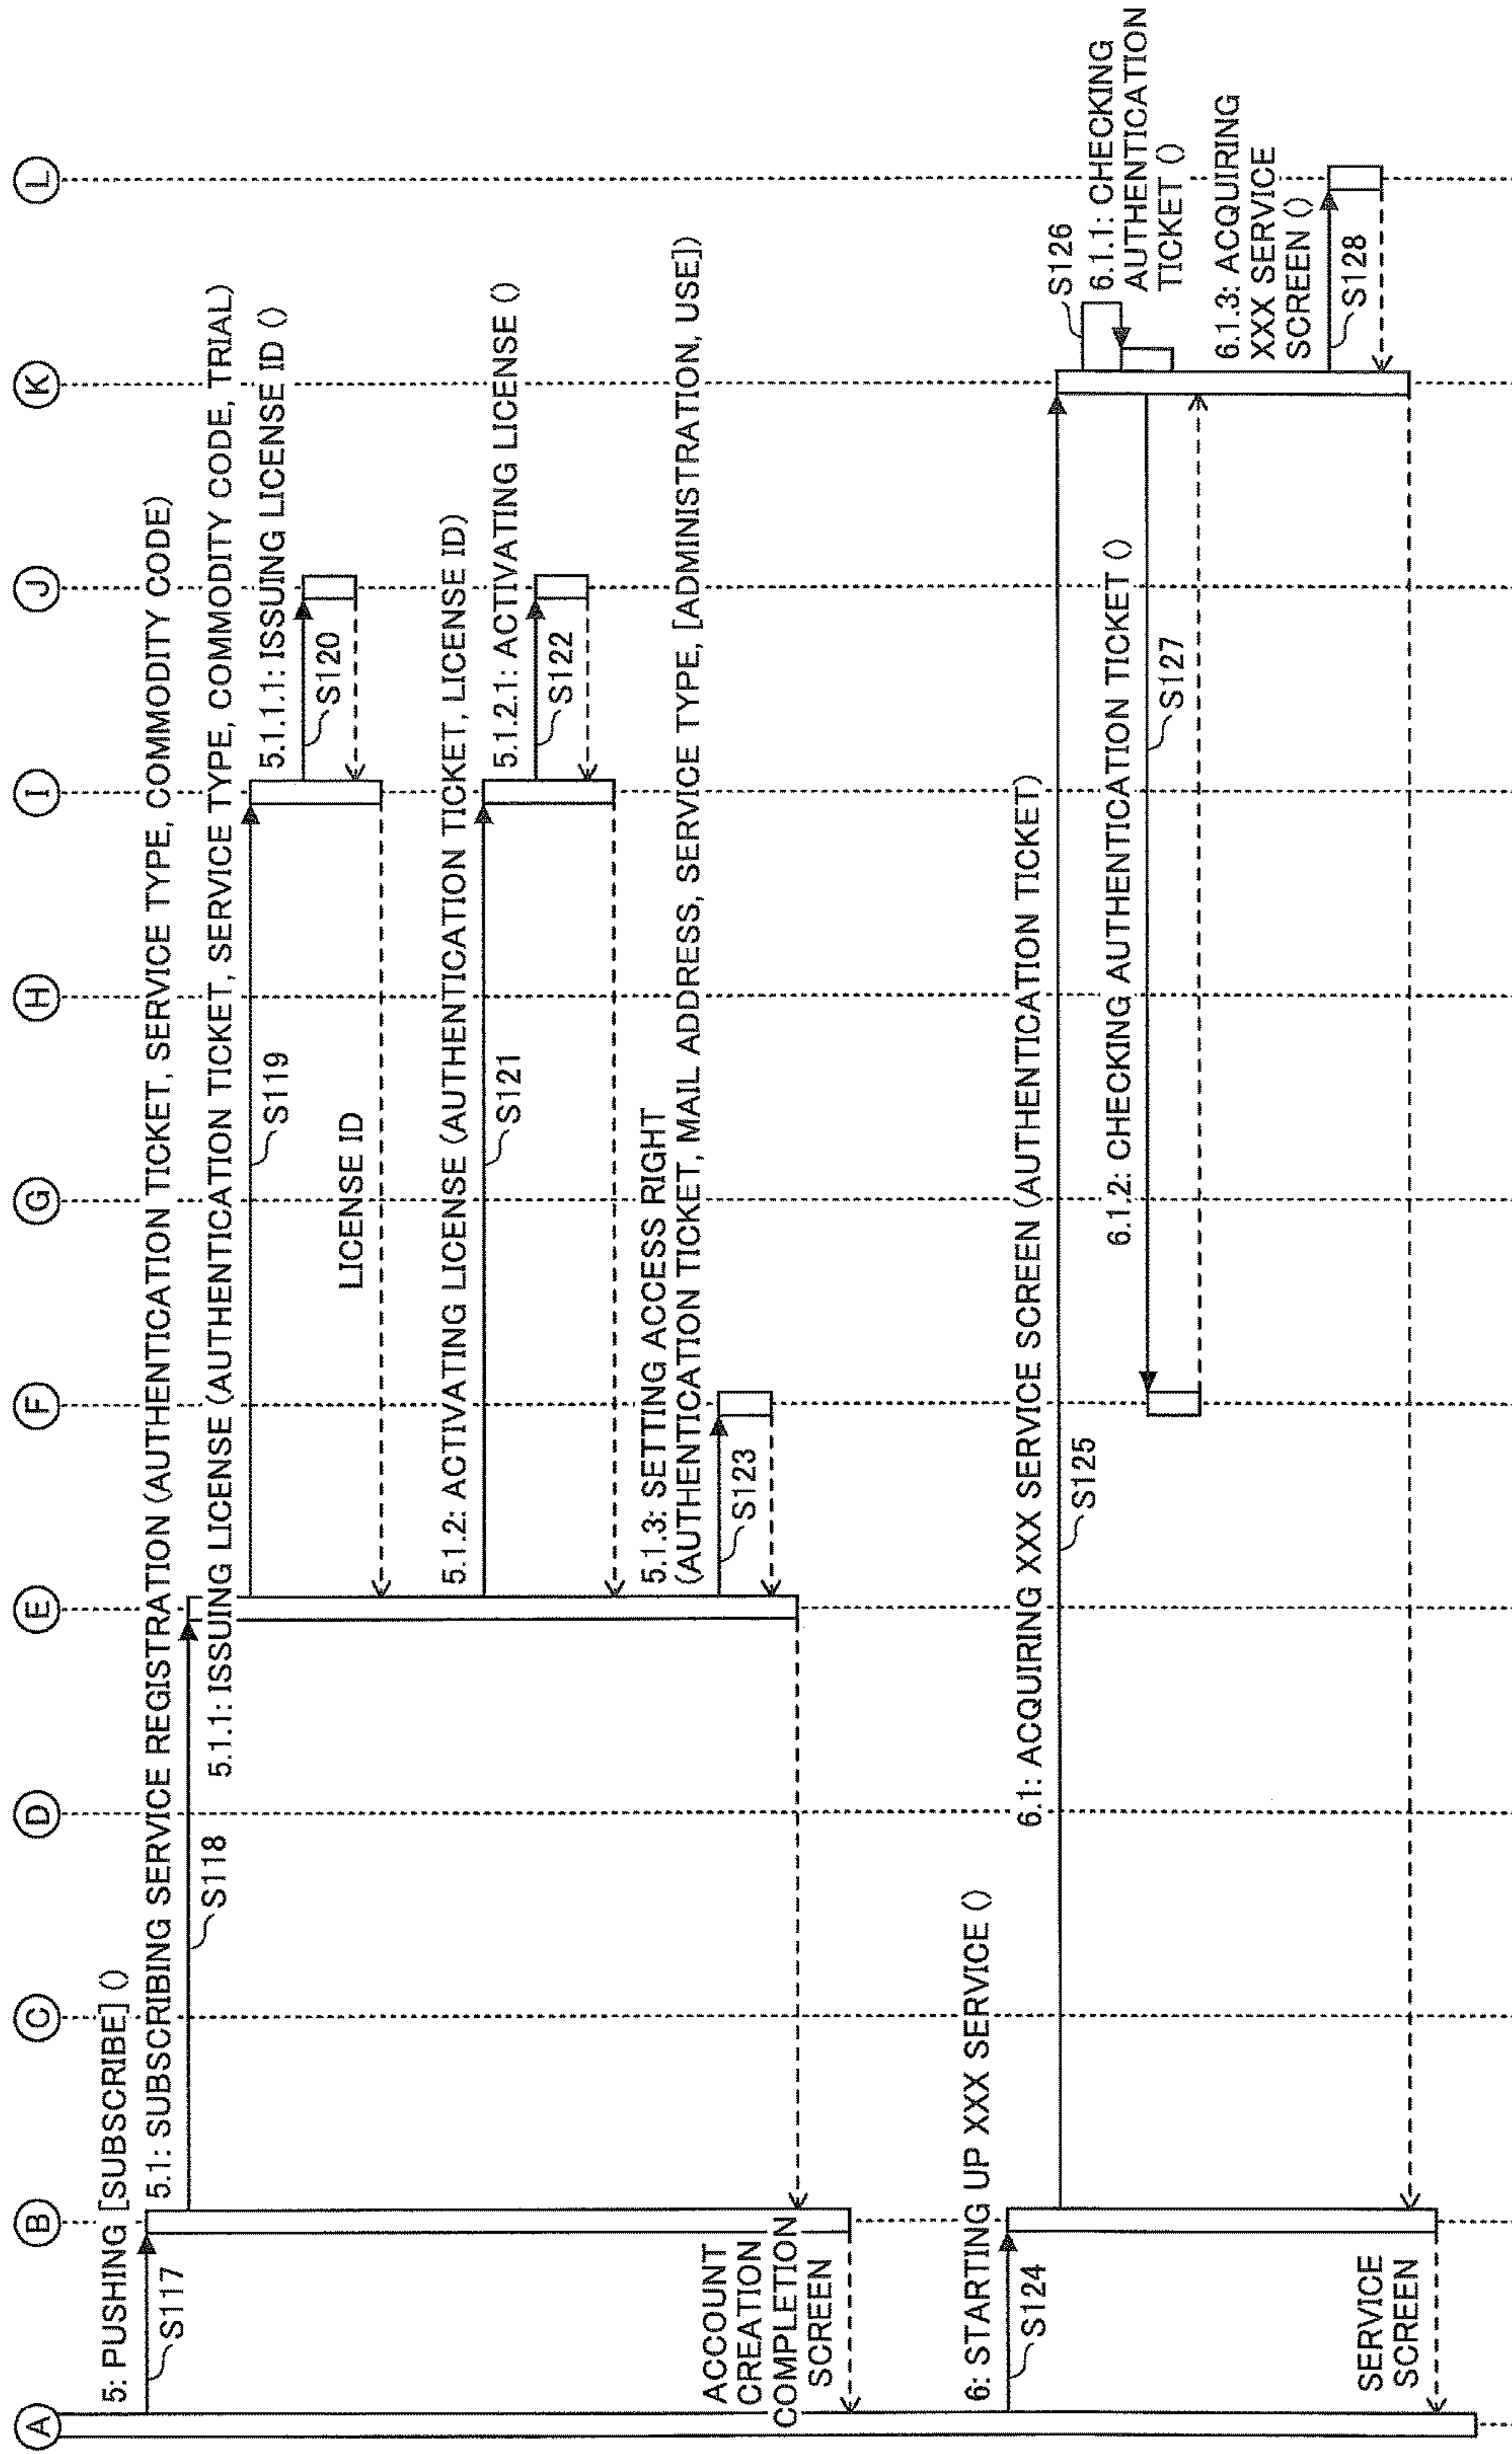 A
B
C
D
E
F
G
H
I
J
K
L
5: PUSHING [SUBSCRIBE] ()
S117
5.1: SUBSCRIBING SERVICE REGISTRATION (AUTHENTICATION TICKET, SERVICE TYPE, COMMODITY CODE)
S118
5.1.1: ISSUING LICENSE (AUTHENTICATION TICKET, SERVICE TYPE, COMMODITY CODE, TRIAL)
S119
5.1.1.1: ISSUING LICENSE ID ()
S120
LICENSE ID
5.1.2: ACTIVATING LICENSE (AUTHENTICATION TICKET, LICENSE ID)
S121
5.1.2.1: ACTIVATING LICENSE ()
S122
5.1.3: SETTING ACCESS RIGHT
(AUTHENTICATION TICKET, MAIL ADDRESS, SERVICE TYPE, [ADMINISTRATION, USE])
S123
ACCOUNT
CREATION
COMPLETION
SCREEN
6: STARTING UP XXX SERVICE ()
S124
6.1: ACQUIRING XXX SERVICE SCREEN (AUTHENTICATION TICKET)
S125
S126
6.1.1: CHECKING
AUTHENTICATION
TICKET ()
6.1.2: CHECKING AUTHENTICATION TICKET ()
S127
6.1.3: ACQUIRING
XXX SERVICE
SCREEN ()
S128
SERVICE
SCREEN